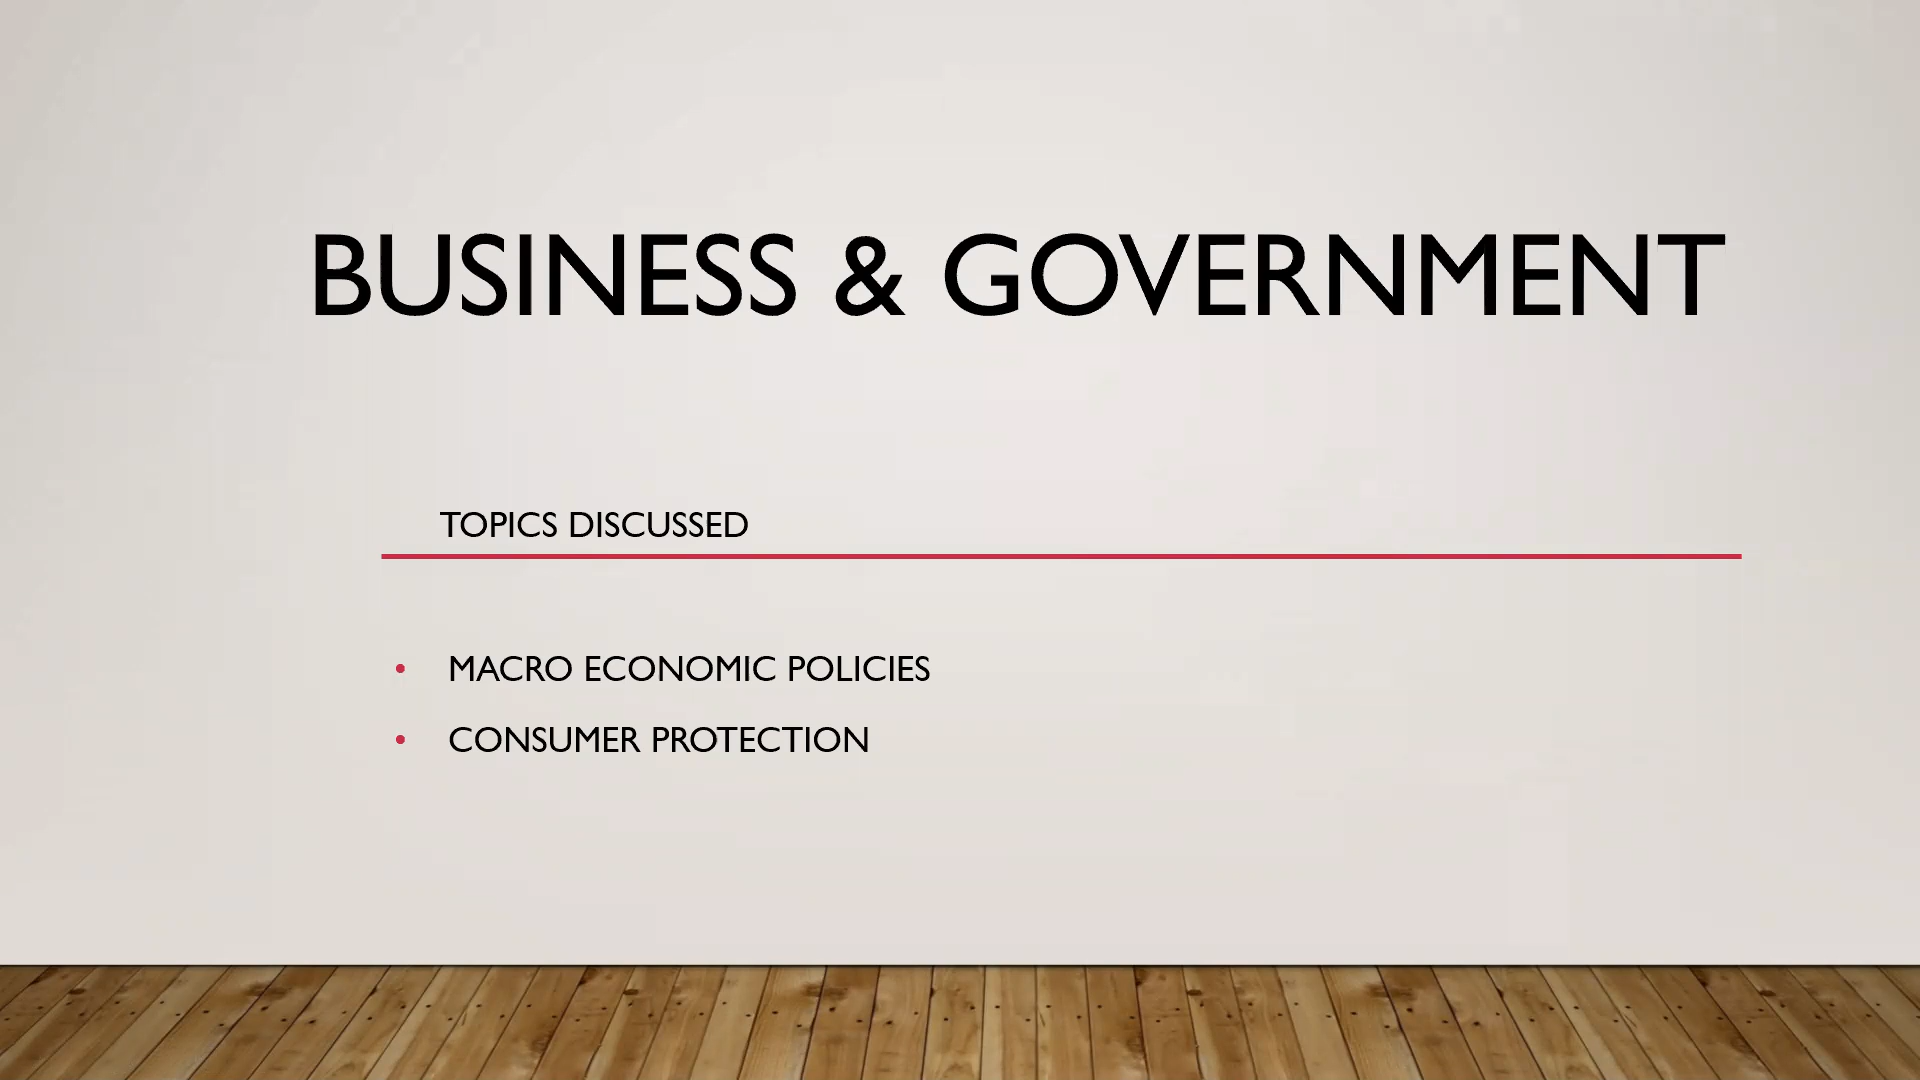 BUSINESS & GOVERNMENT
TOPICS DISCUSSED
• MACRO ECONOMIC POLICIES
• CONSUMER PROTECTION